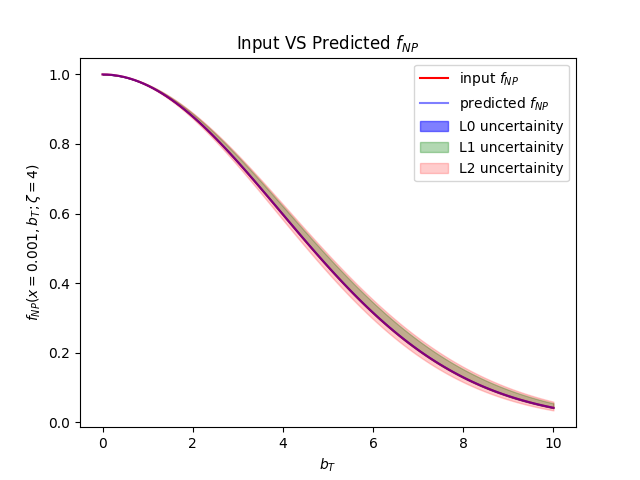 Input VS Predicted $f_{NP}$
input $f_{NP}$
predicted $f_{NP}$
L0 uncertainity
L1 uncertainity
L2 uncertainity
$f_{NP}(x = 0.001, b_T; \zeta = 4)$
1.0
0.8
0.6
0.4
0.2
0.0
0 2 4 6 8 10
$b_T$